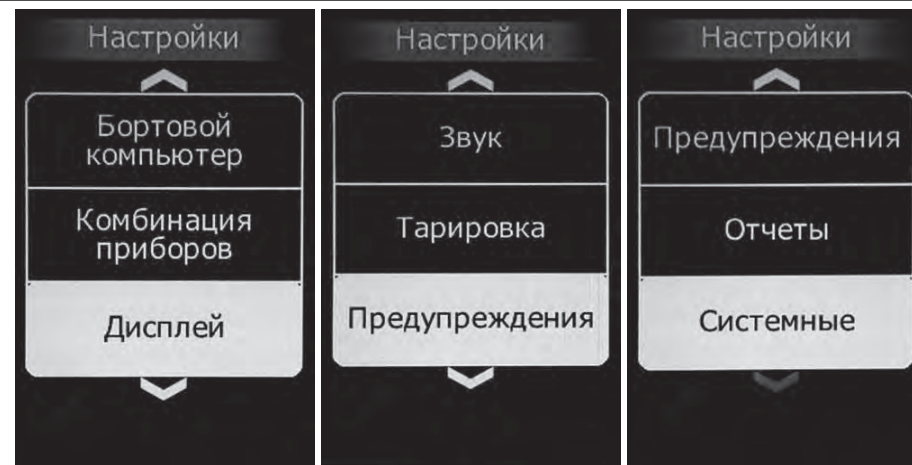 Настройки
Бортовой
компьютер
Комбинация
приборов
Дисплей
Настройки
Звук
Тарировка
Предупреждения
Настройки
Предупреждения
Отчеты
Системные